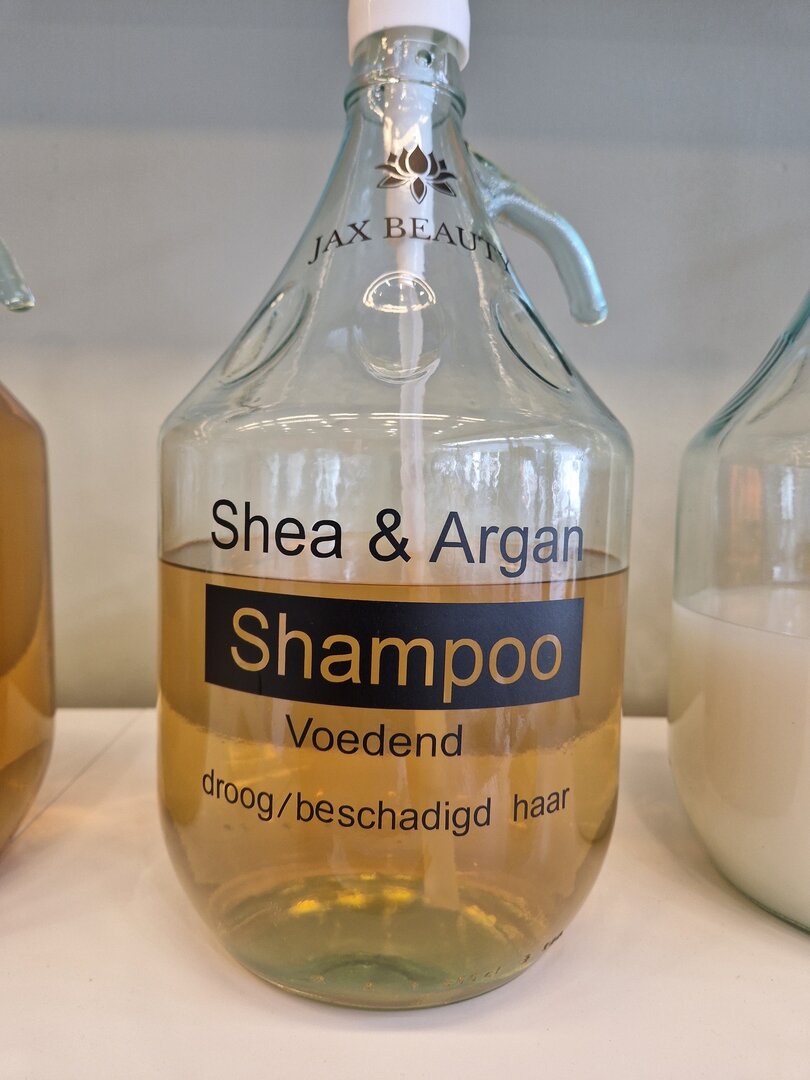 JAX BEAUTY
Shea & Argan
Shampoo
Voedend
droog/beschadigd haar